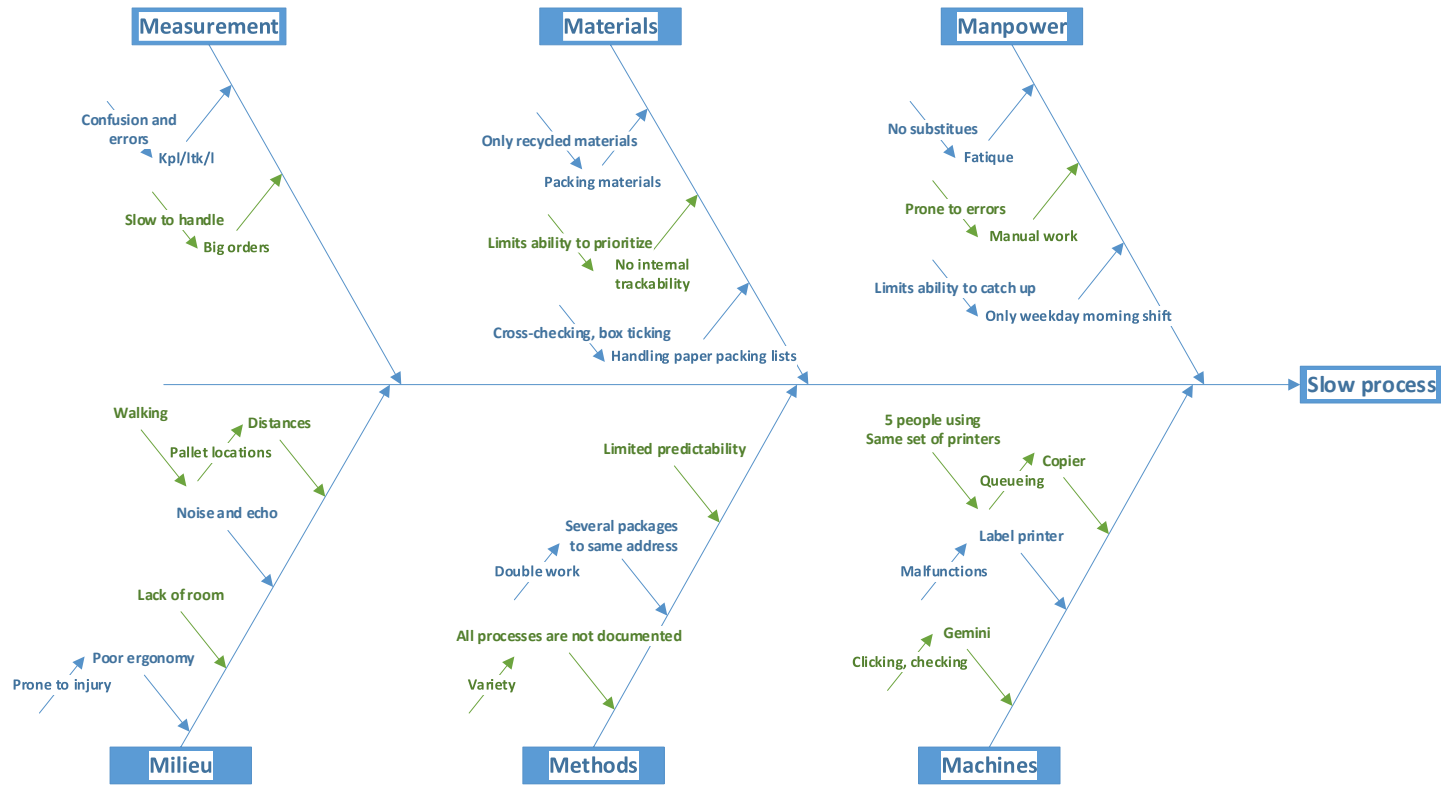 Measurement
Materials
Manpower
Confusion and
errors
Kpl/ltk/l
Slow to handle
Big orders
Only recycled materials
Packing materials
Limits ability to prioritize
No internal
trackability
Cross-checking, box ticking
Handling paper packing lists
No substitues
Fatique
Prone to errors
Manual work
Limits ability to catch up
Only weekday morning shift
Slow process
Walking
Distances
Pallet locations
Noise and echo
Lack of room
Poor ergonomy
Prone to injury
Limited predictability
Several packages
to same address
Double work
All processes are not documented
Variety
5 people using
Same set of printers
Copier
Queueing
Label printer
Malfunctions
Gemini
Clicking, checking
Milieu
Methods
Machines